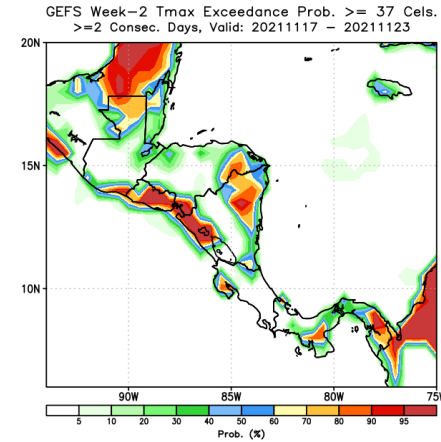 GEFS Week-2 Tmax Exceedance Prob. >= 37 Cels.
>=2 Consec. Days, Valid: 20211117 - 20211123
20N
15N
10N
90W 85W 80W 75W
5 10 20 30 40 50 60 70 80 90 95
Prob. (%)